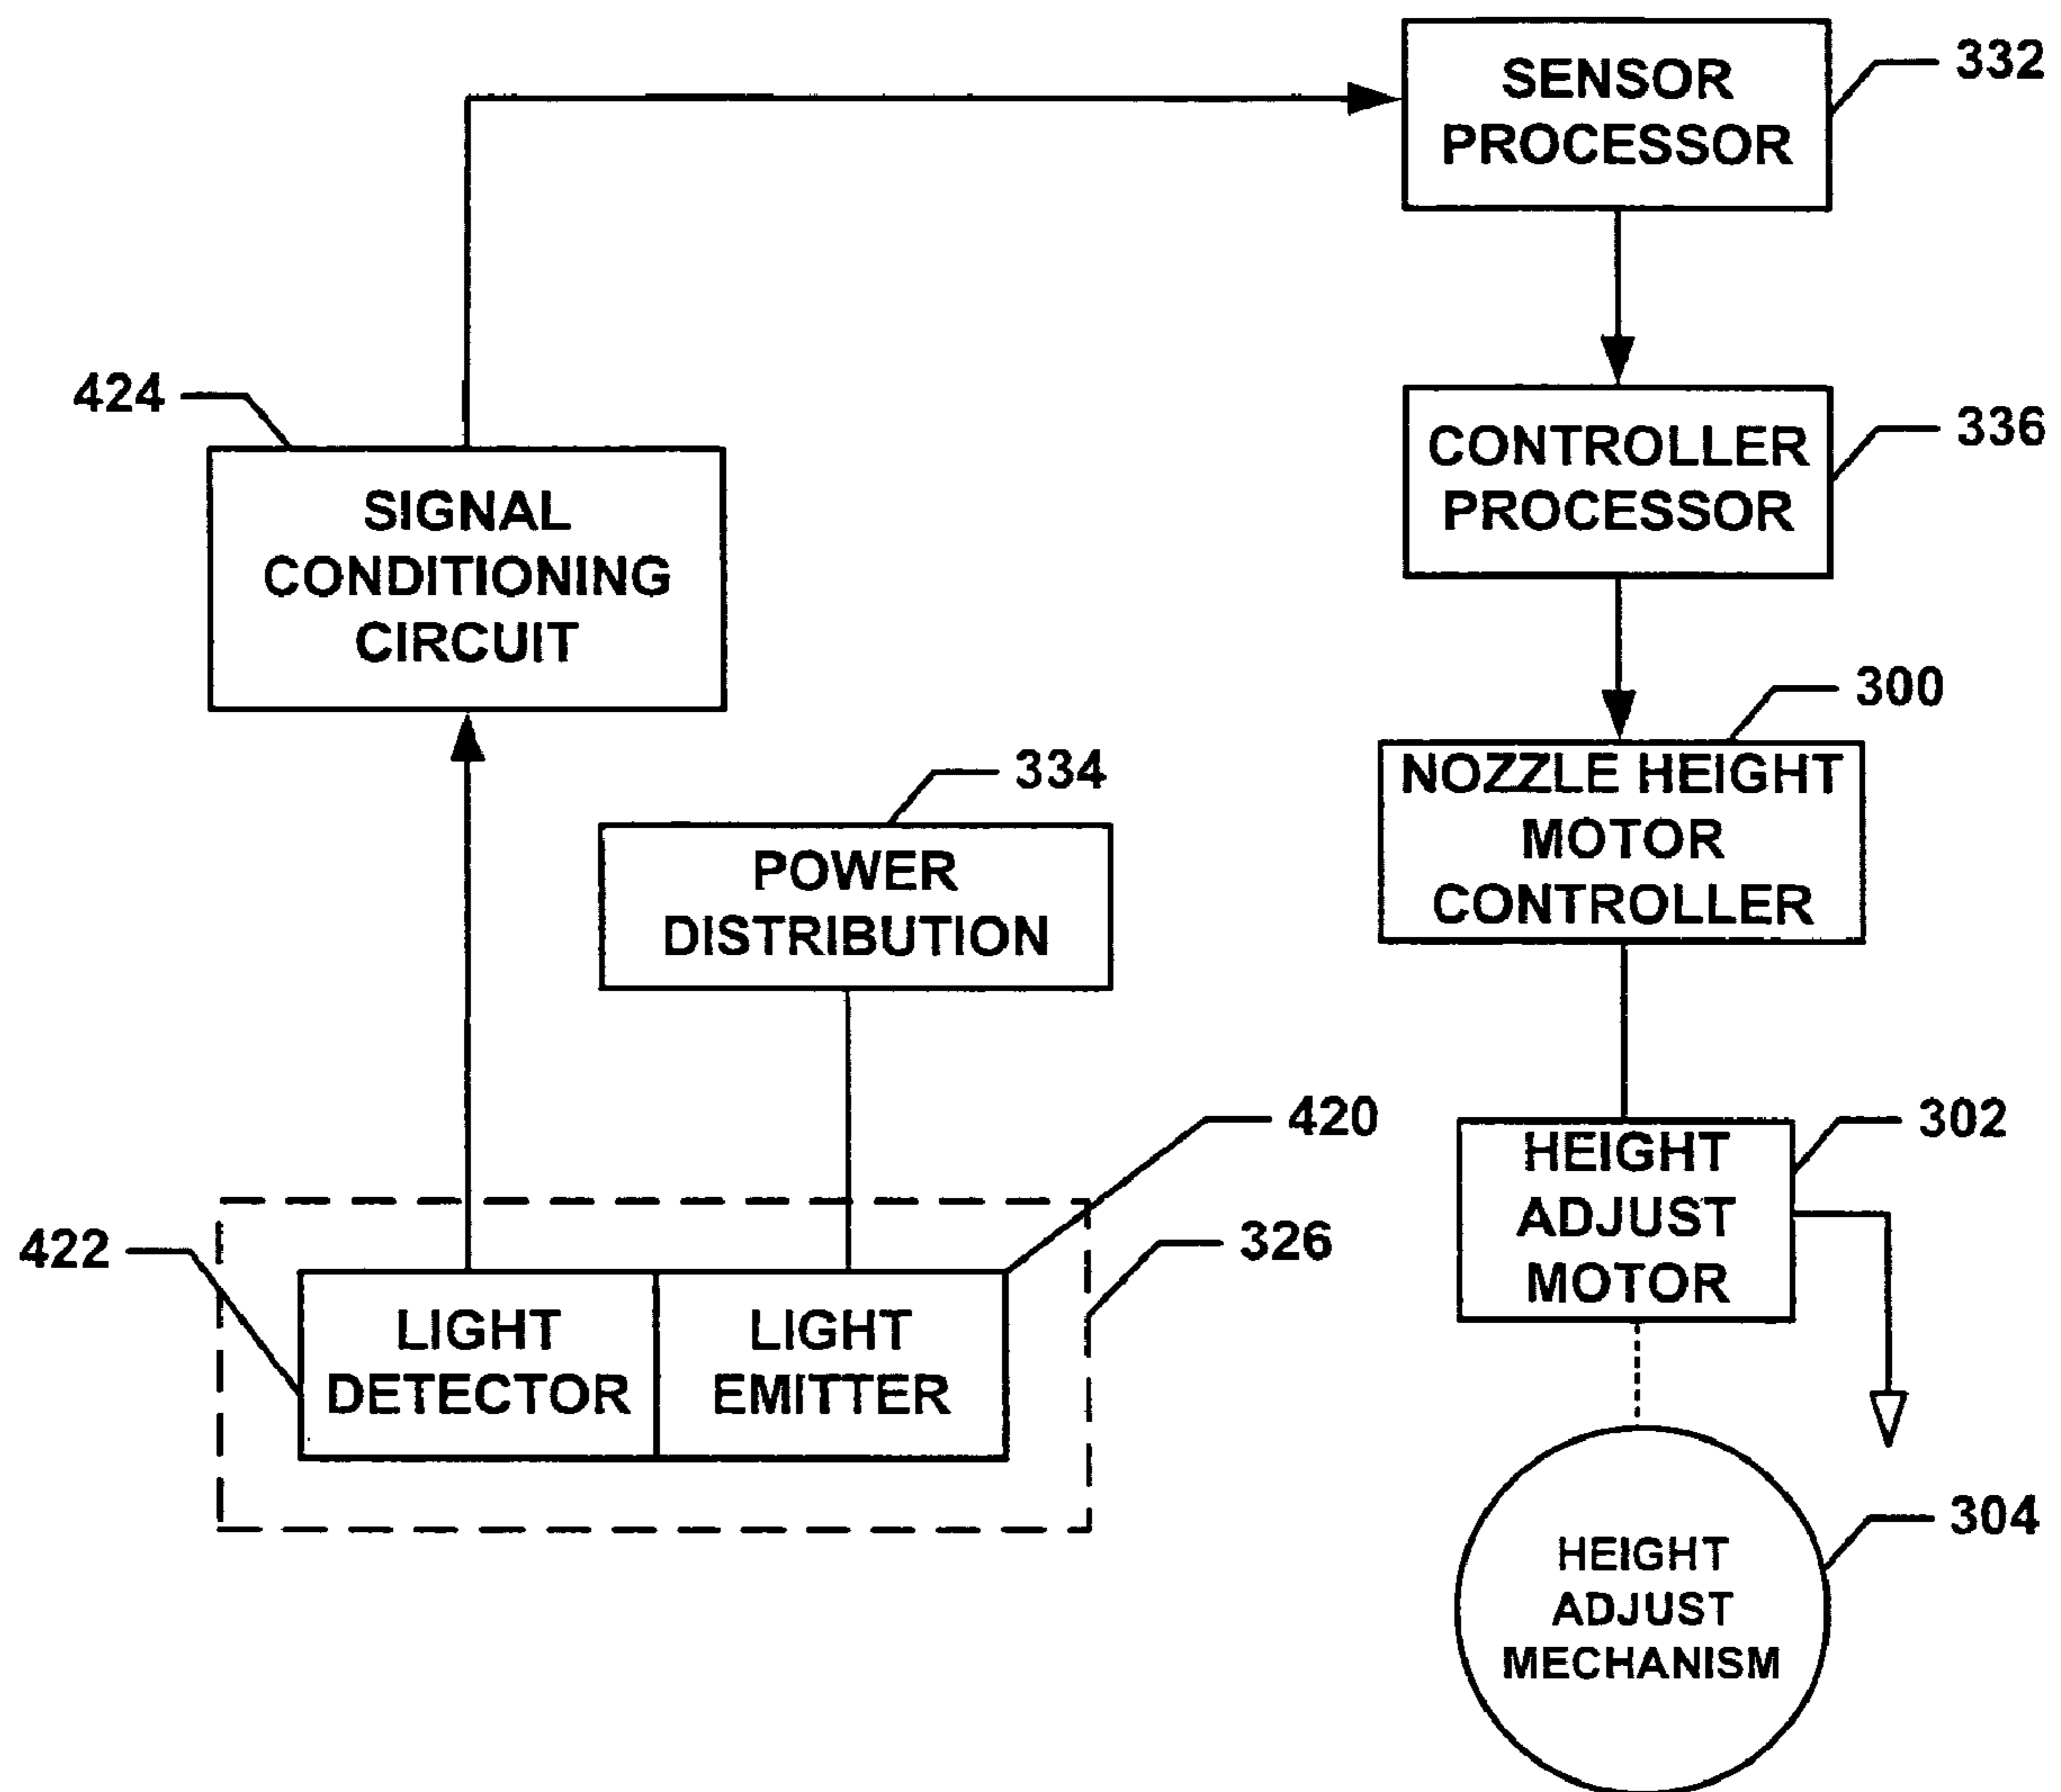 SENSOR
PROCESSOR
332
424
SIGNAL
CONDITIONING
CIRCUIT
CONTROLLER
PROCESSOR
336
334
POWER
DISTRIBUTION
300
NOZZLE HEIGHT
MOTOR
CONTROLLER
420
422
LIGHT
DETECTOR
LIGHT
EMITTER
326
302
HEIGHT
ADJUST
MOTOR
304
HEIGHT
ADJUST
MECHANISM